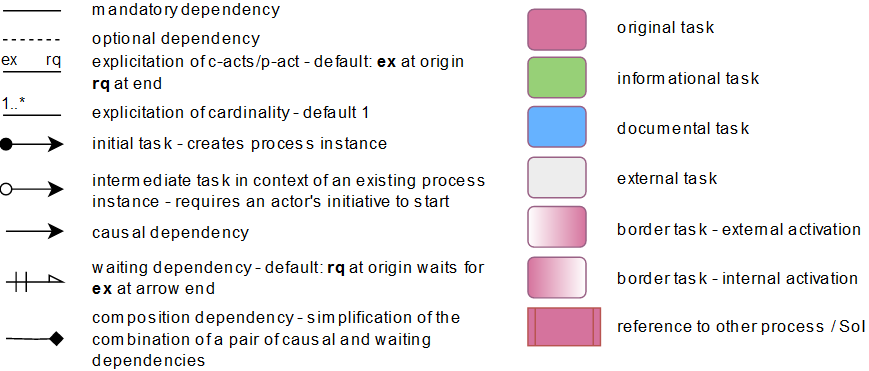 mandatory dependency
optional dependency
ex rq
explicitation of c-acts/p-act - default: ex at origin
rq at end
1..*
explicitation of cardinality - default 1
initial task - creates process instance
intermediate task in context of an existing process
instance - requires an actor's initiative to start
causal dependency
waiting dependency - default: rq at origin waits for
ex at arrow end
composition dependency - simplification of the
combination of a pair of causal and waiting
dependencies
original task
informational task
documental task
external task
border task - external activation
border task - internal activation
reference to other process / SoI